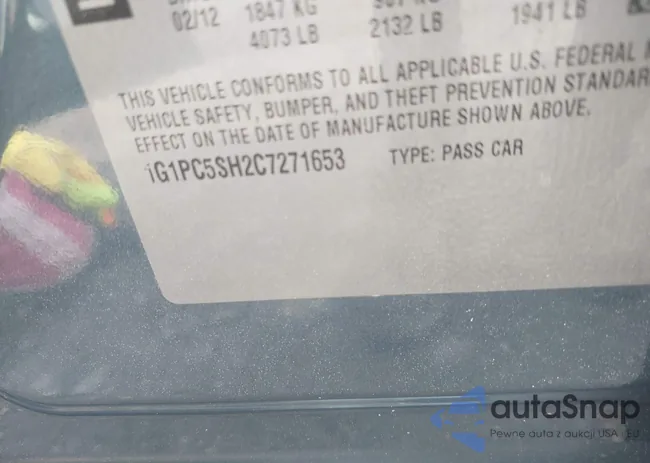 02/12 1847 KG
4073 LB 2132 LB 1941 LB
THIS VEHICLE CONFORMS TO ALL APPLICABLE U.S. FEDERAL
VEHICLE SAFETY, BUMPER, AND THEFT PREVENTION STANDAR
EFFECT ON THE DATE OF MANUFACTURE SHOWN ABOVE.
1G1PC5SH2C7271653 TYPE: PASS CAR
autaSnap
Pewne auta z aukcji USA i EU